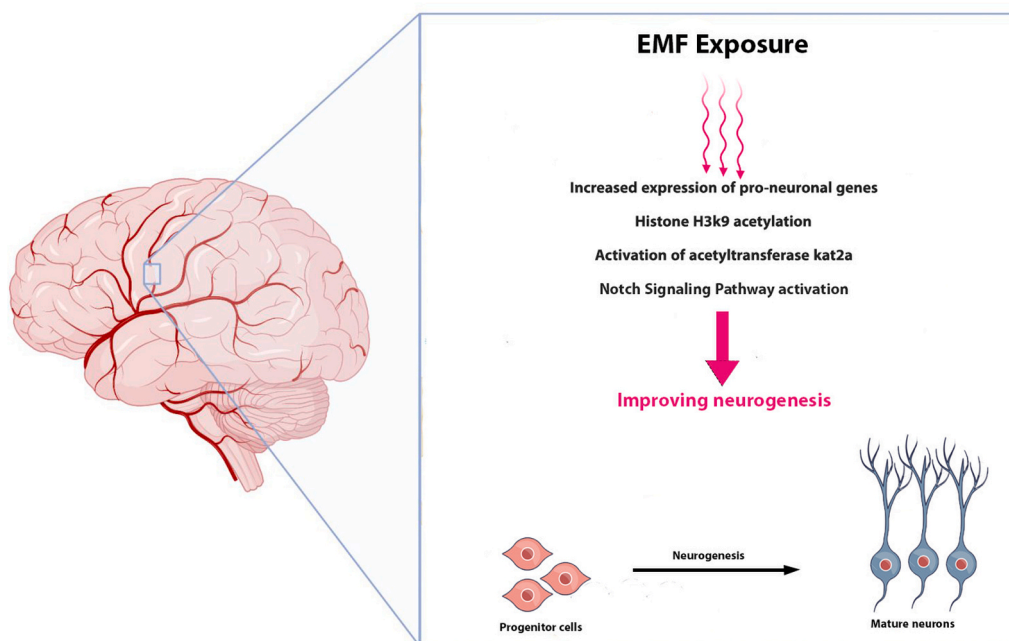 EMF Exposure
Increased expression of pro-neuronal genes
Histone H3k9 acetylation
Activation of acetyltransferase kat2a
Notch Signaling Pathway activation
Improving neurogenesis
Neurogenesis
Progenitor cells
Mature neurons